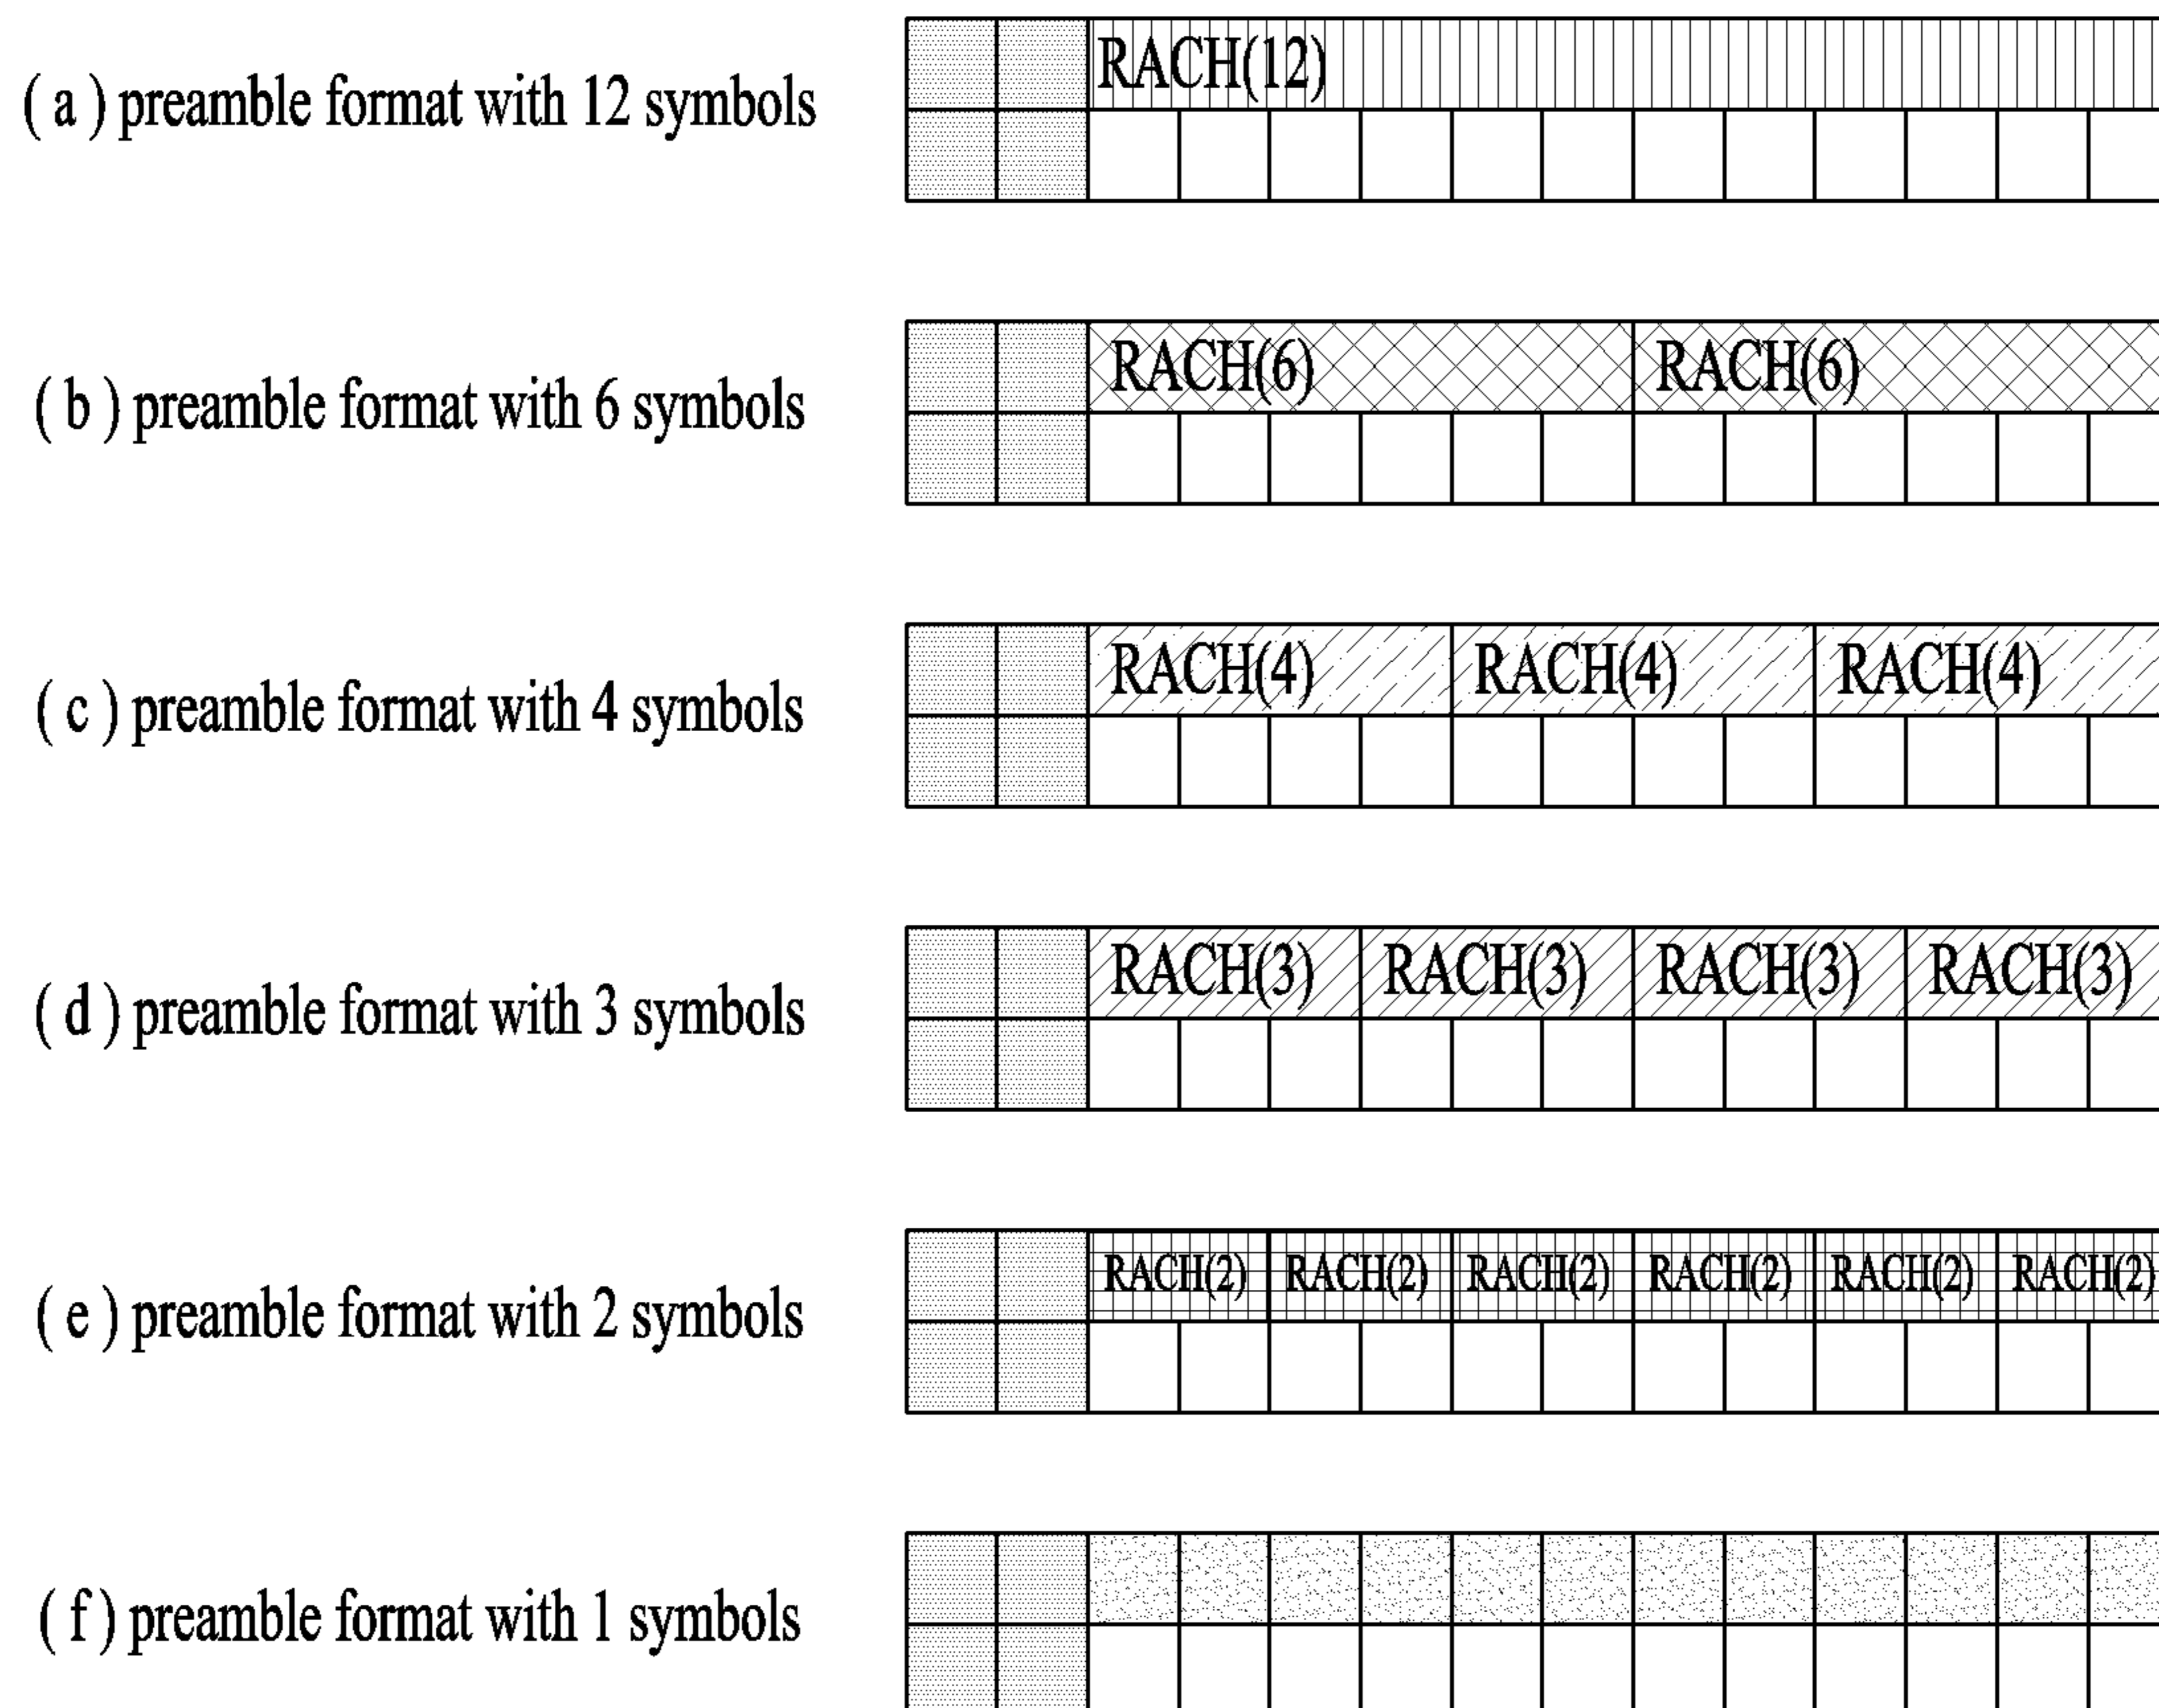 RACH(12)
( a ) preamble format with 12 symbols
RACH(6) RACH(6)
( b ) preamble format with 6 symbols
RACH(4) RACH(4) RACH(4)
( c ) preamble format with 4 symbols
RACH(3) RACH(3) RACH(3) RACH(3)
( d ) preamble format with 3 symbols
RACH(2) RACH(2) RACH(2) RACH(2) RACH(2) RACH(2)
( e ) preamble format with 2 symbols
( f ) preamble format with 1 symbols